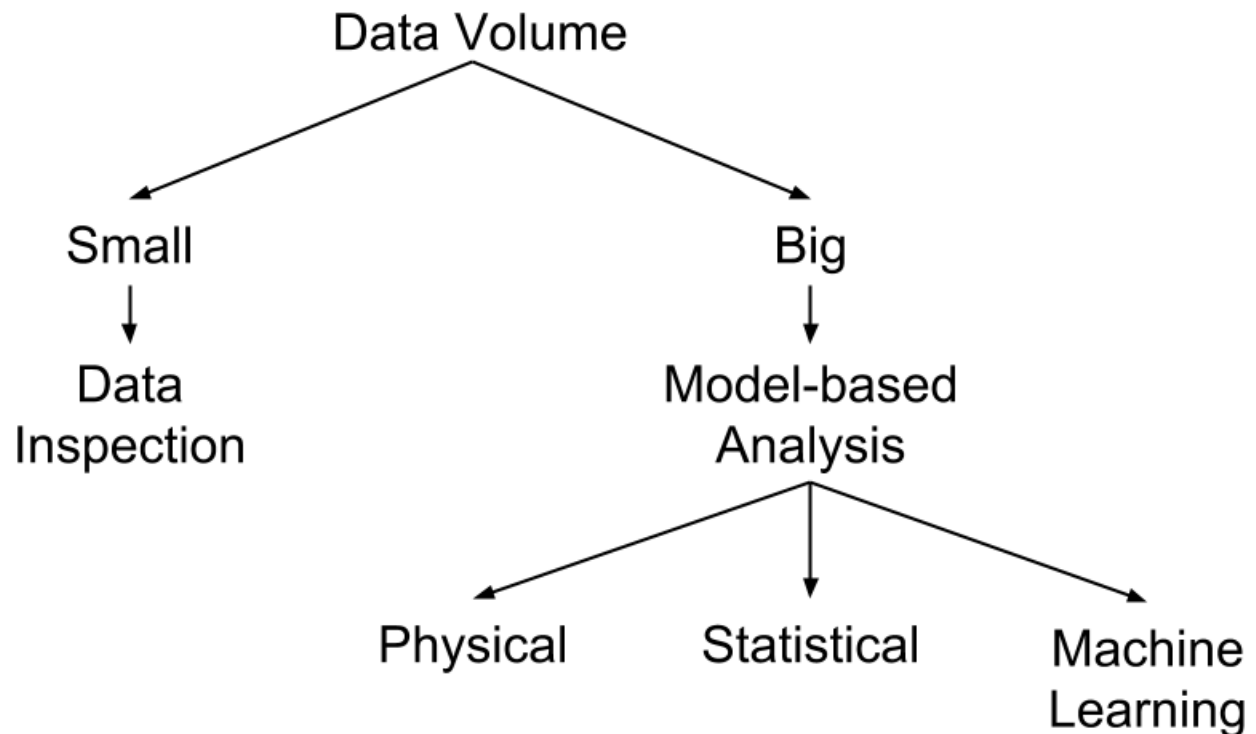 Data Volume
Small
Big
Data
Inspection
Model-based
Analysis
Physical
Statistical
Machine
Learning